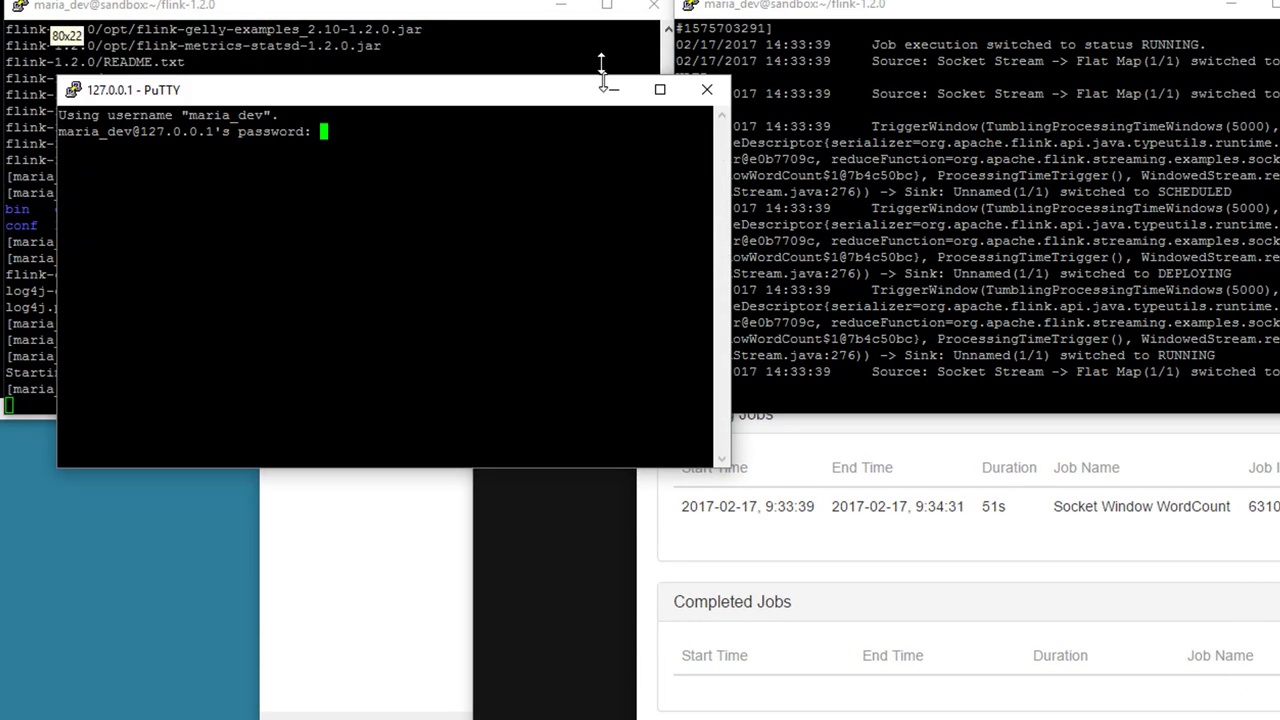 maria_dev@sandbox:~/flink-1.2.0
flink-1.2.0/opt/flink-gelly-examples_2.10-1.2.0.jar
80x22
flink-1.2.0/opt/flink-metrics-statsd-1.2.0.jar
flink-1.2.0/README.txt
flink-
flink-
flink-
flink-
flink-
flink-
[maria
[maria
bin
conf
[maria
[maria
flink-
log4j-
log4j.
[maria
[maria
[maria
Starti
[maria
127.0.0.1 - PuTTY
Using username "maria_dev".
maria_dev@127.0.0.1's password:
maria_dev@sandbox:~/flink-1.2.0
#1575703291]
02/17/2017 14:33:39 Job execution switched to status RUNNING.
02/17/2017 14:33:39 Source: Socket Stream -> Flat Map(1/1) switched to
017 14:33:39 Source: Socket Stream -> Flat Map(1/1) switched to
017 14:33:39 TriggerWindow(TumblingProcessingTimeWindows(5000),
eDescriptor{serializer=org.apache.flink.api.java.typeutils.runtime.
r@e0b7709c, reduceFunction=org.apache.flink.streaming.examples.sock
lowWordCount$1@7b4c50bc}, ProcessingTimeTrigger(), WindowedStream.re
Stream.java:276)) -> Sink: Unnamed(1/1) switched to SCHEDULED
017 14:33:39 TriggerWindow(TumblingProcessingTimeWindows(5000),
eDescriptor{serializer=org.apache.flink.api.java.typeutils.runtime.
r@e0b7709c, reduceFunction=org.apache.flink.streaming.examples.sock
lowWordCount$1@7b4c50bc}, ProcessingTimeTrigger(), WindowedStream.re
Stream.java:276)) -> Sink: Unnamed(1/1) switched to DEPLOYING
017 14:33:39 TriggerWindow(TumblingProcessingTimeWindows(5000),
eDescriptor{serializer=org.apache.flink.api.java.typeutils.runtime.
r@e0b7709c, reduceFunction=org.apache.flink.streaming.examples.sock
lowWordCount$1@7b4c50bc}, ProcessingTimeTrigger(), WindowedStream.re
Stream.java:276)) -> Sink: Unnamed(1/1) switched to RUNNING
017 14:33:39 Source: Socket Stream -> Flat Map(1/1) switched to
Jobs
Start Time End Time Duration Job Name Job I
2017-02-17, 9:33:39 2017-02-17, 9:34:31 51s Socket Window WordCount 6310
Completed Jobs
Start Time End Time Duration Job Name